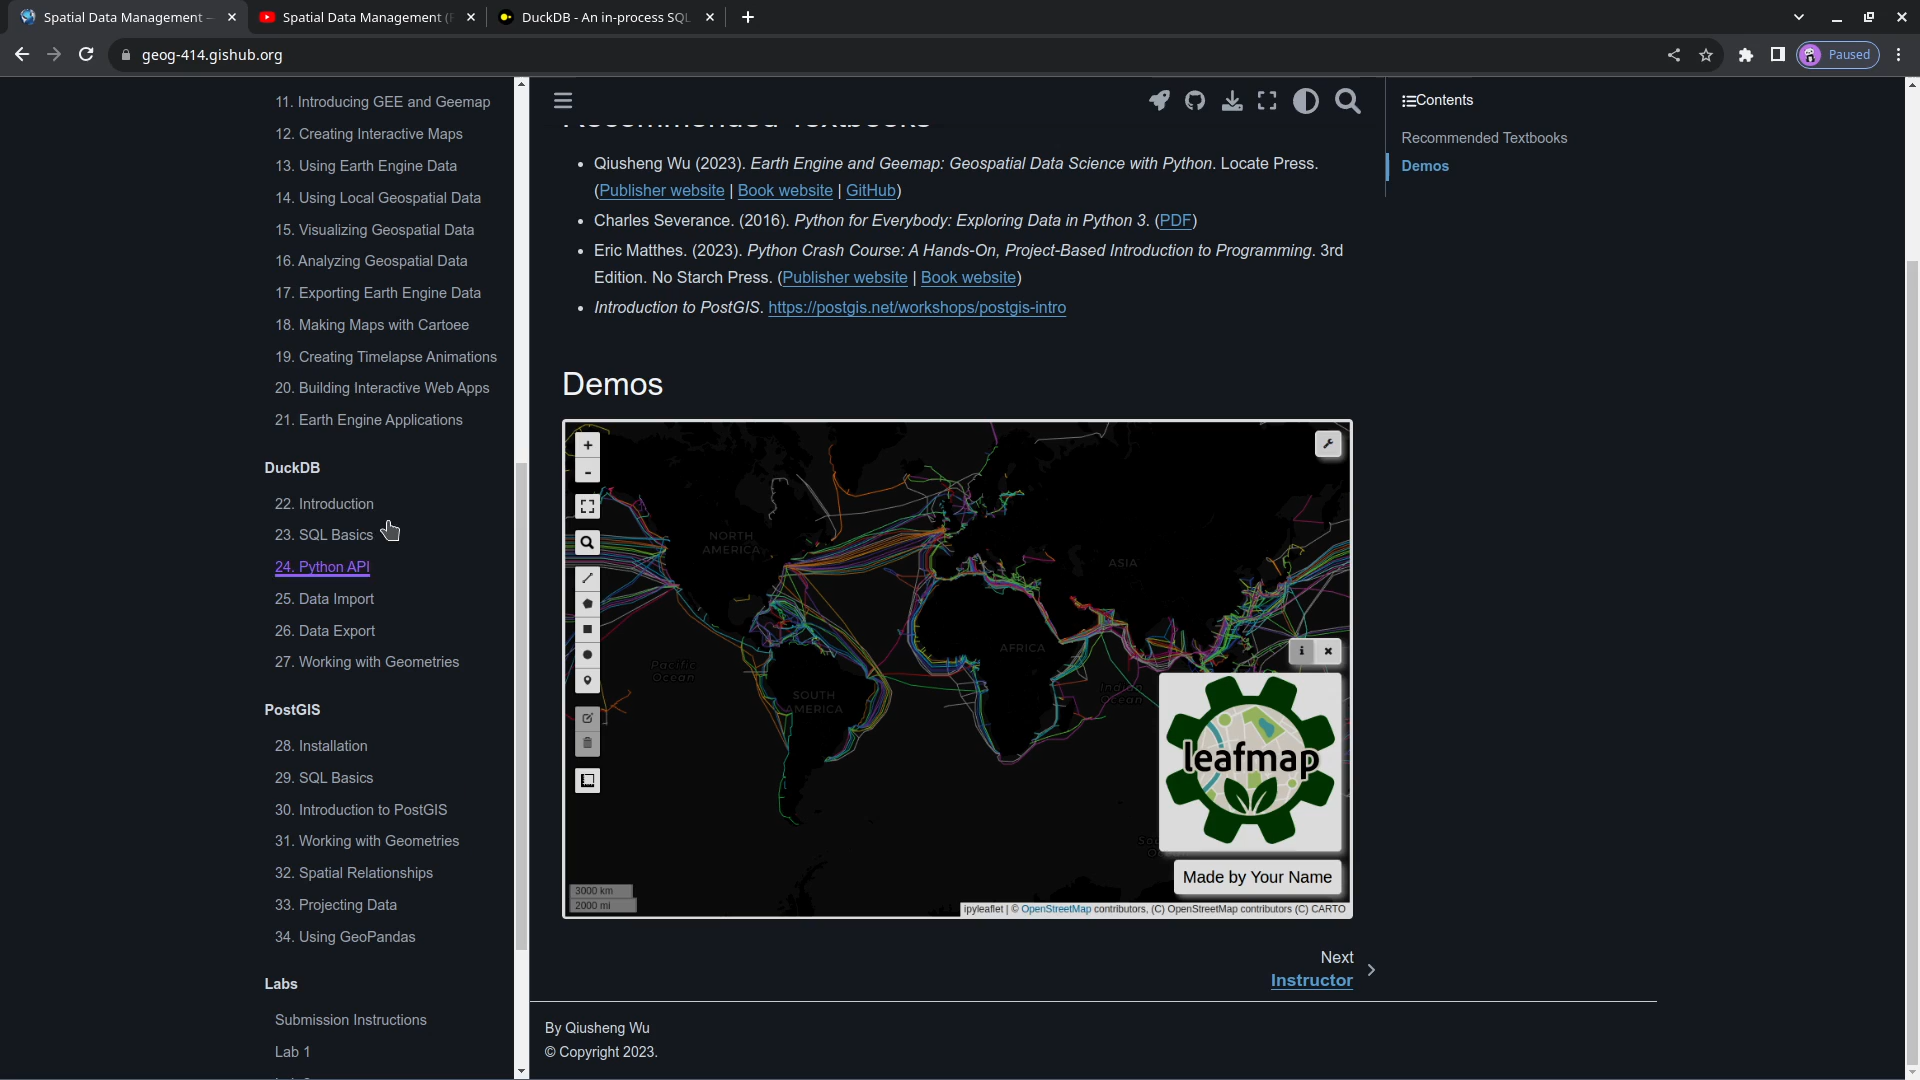 Spatial Data Management –
Spatial Data Management (
DuckDB - An in-process SQL
geog-414.gishub.org
Paused
11. Introducing GEE and Geemap
12. Creating Interactive Maps
13. Using Earth Engine Data
14. Using Local Geospatial Data
15. Visualizing Geospatial Data
16. Analyzing Geospatial Data
17. Exporting Earth Engine Data
18. Making Maps with Cartoee
19. Creating Timelapse Animations
20. Building Interactive Web Apps
21. Earth Engine Applications
DuckDB
22. Introduction
23. SQL Basics
24. Python API
25. Data Import
26. Data Export
27. Working with Geometries
PostGIS
28. Installation
29. SQL Basics
30. Introduction to PostGIS
31. Working with Geometries
32. Spatial Relationships
33. Projecting Data
34. Using GeoPandas
Labs
Submission Instructions
Lab 1
Recommended Textbooks
• Qiusheng Wu (2023). Earth Engine and Geemap: Geospatial Data Science with Python. Locate Press.
(Publisher website | Book website | GitHub)
• Charles Severance. (2016). Python for Everybody: Exploring Data in Python 3. (PDF)
• Eric Matthes. (2023). Python Crash Course: A Hands-On, Project-Based Introduction to Programming. 3rd
Edition. No Starch Press. (Publisher website | Book website)
• Introduction to PostGIS. https://postgis.net/workshops/postgis-intro
Demos
+
-
NORTH
AMERICA
ASIA
AFRICA
Pacific
Ocean
SOUTH
AMERICA
Indian
Ocean
i
leafmap
Made by Your Name
3000 km
2000 mi
ipyleaflet | © OpenStreetMap contributors, (C) OpenStreetMap contributors (C) CARTO
Next
Instructor
By Qiusheng Wu
© Copyright 2023.
Contents
Recommended Textbooks
Demos